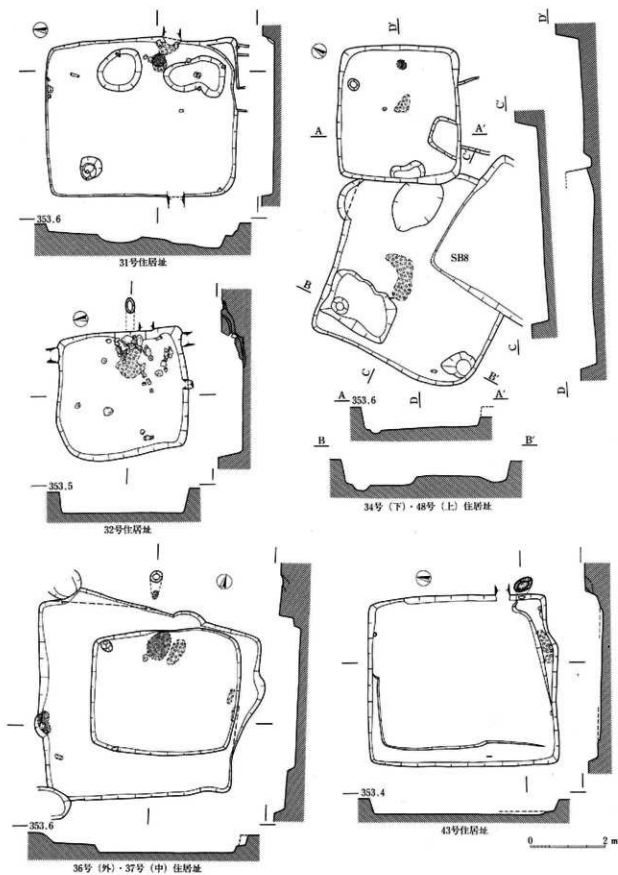 353.6
31号住居址
353.5
32号住居址
D'
A
A'
C'
C'
SB8
B
B'
C
D
C
D
A
353.6
A'
B
B'
34号（下）・48号（上）住居址
353.6
36号（外）・37号（中）住居址
353.4
43号住居址
0 2 m
D'